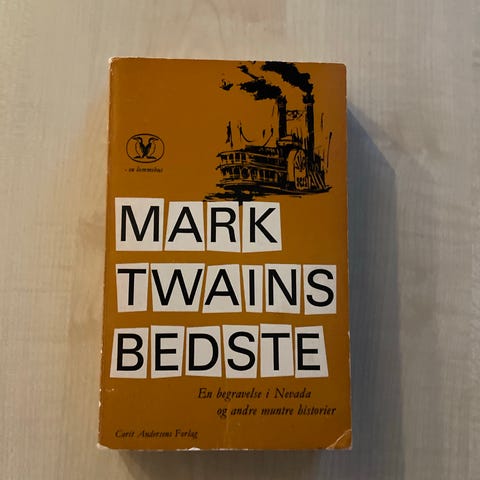 - en lommebog
MARK
TWAINS
BEDSTE
En begravelse i Nevada
og andre muntre historier
Carit Andersens Forlag